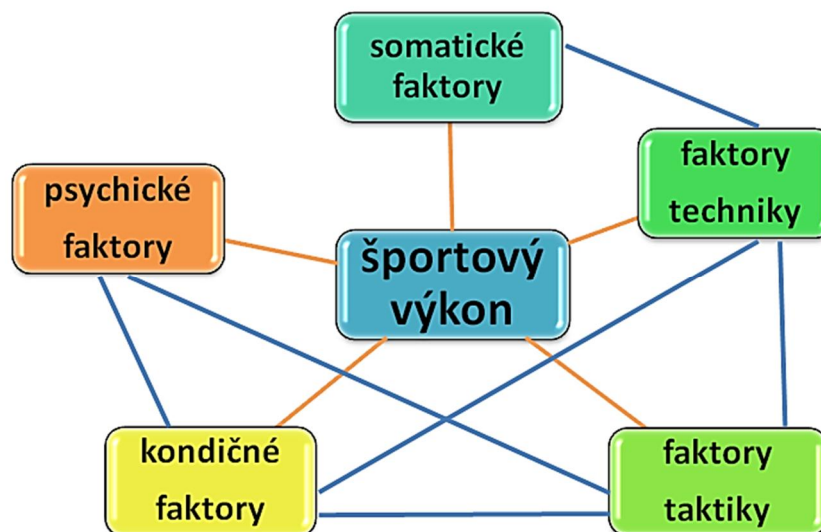 somatické
faktory
faktory
techniky
psychické
faktory
športový
výkon
kondičné
faktory
faktory
taktiky